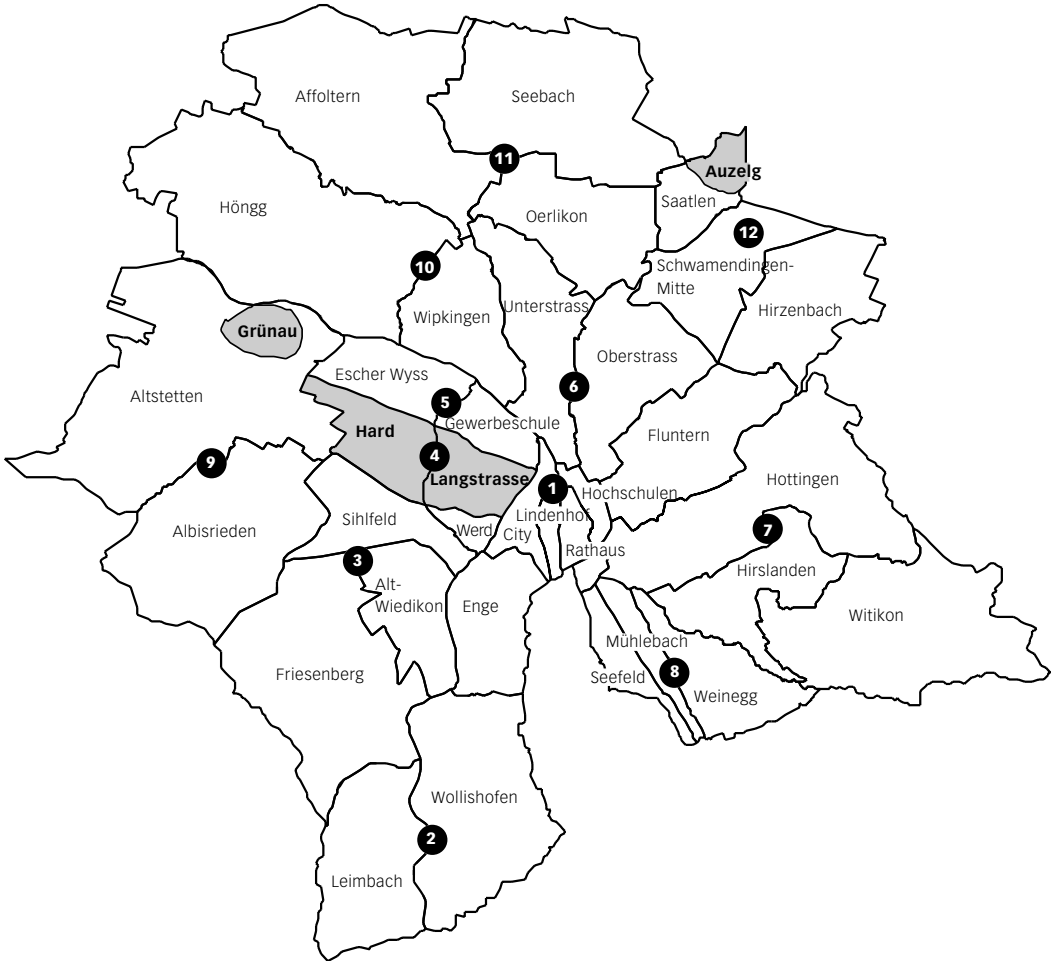 Affoltern
Seebach
11
Auzelg
Saatlen
Höngg
Oerlikon
12
10
Schwamendingen-
Mitte
Wipkingen
Unterstrass
Hirzenbach
Grünau
Oberstrass
Escher Wyss
6
Altstetten
5
Gewerbeschule
Hard
Fluntern
4
9
Langstrasse
Hottingen
1
Hochschulen
Sihlfeld
Lindenhof
Albisrieden
Werd
City
7
Rathaus
3
Hirslanden
Alt-
Wiedikon
Enge
Witikon
Mühlebach
Friesenberg
Seefeld
8
Weinegg
Wollishofen
2
Leimbach